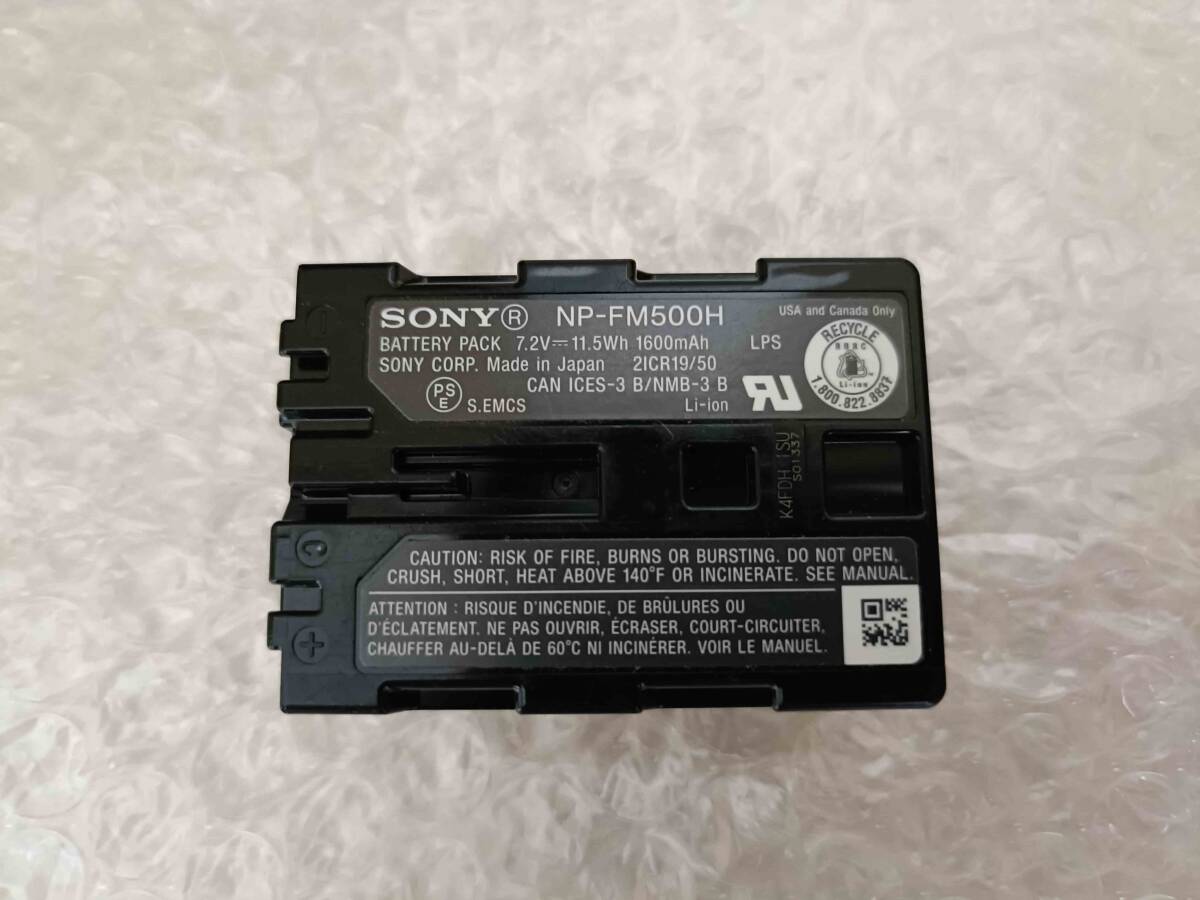 SONY® NP-FM500H
USA and Canada Only
BATTERY PACK 7.2V⎓11.5Wh 1600mAh LPS
SONY CORP. Made in Japan 2ICR19/50
CAN ICES-3 B/NMB-3 B
PS E S.EMCS Li-ion
RECYCLE
RBRC
Li-ion
1.800.822.8837
K4FDH 1SU
S01337
C
CAUTION: RISK OF FIRE, BURNS OR BURSTING. DO NOT OPEN,
CRUSH, SHORT, HEAT ABOVE 140°F OR INCINERATE. SEE MANUAL.
ATTENTION : RISQUE D'INCENDIE, DE BRÛLURES OU
D'ÉCLATEMENT. NE PAS OUVRIR, ÉCRASER, COURT-CIRCUITER,
CHAUFFER AU-DELÀ DE 60°C NI INCINÉRER. VOIR LE MANUEL.